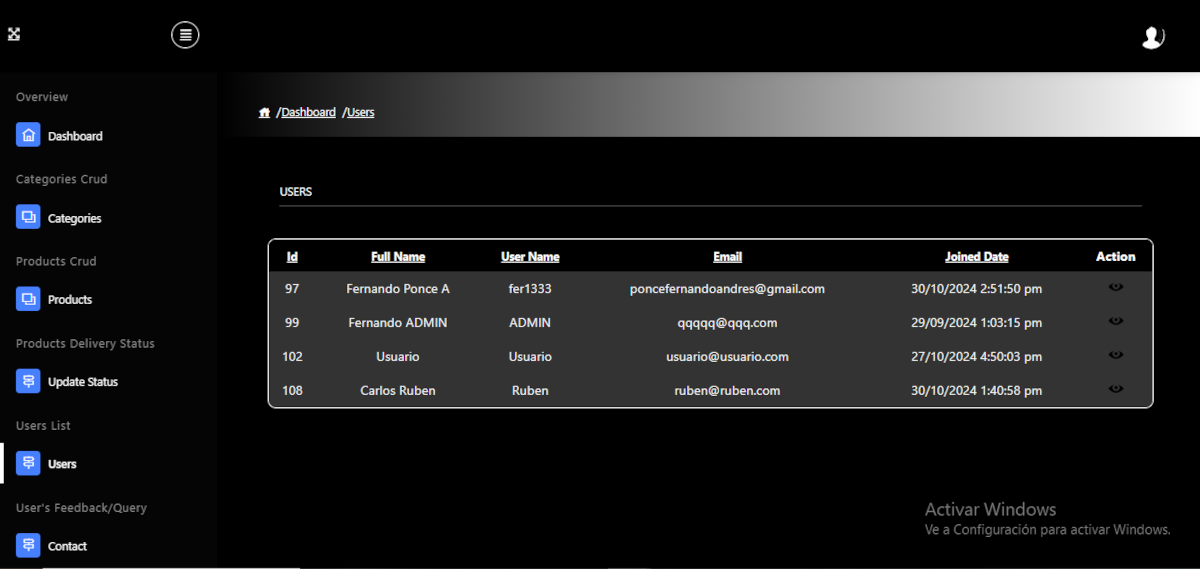 Overview
Dashboard
Categories Crud
Categories
Products Crud
Products
Products Delivery Status
Update Status
Users List
Users
User's Feedback/Query
Contact
/Dashboard /Users
USERS
Id Full Name User Name Email Joined Date Action
97 Fernando Ponce A fer1333 poncefernandoandres@gmail.com 30/10/2024 2:51:50 pm
99 Fernando ADMIN ADMIN qqqqq@qqq.com 29/09/2024 1:03:15 pm
102 Usuario Usuario usuario@usuario.com 27/10/2024 4:50:03 pm
108 Carlos Ruben Ruben ruben@ruben.com 30/10/2024 1:40:58 pm
Activar Windows
Ve a Configuración para activar Windows.